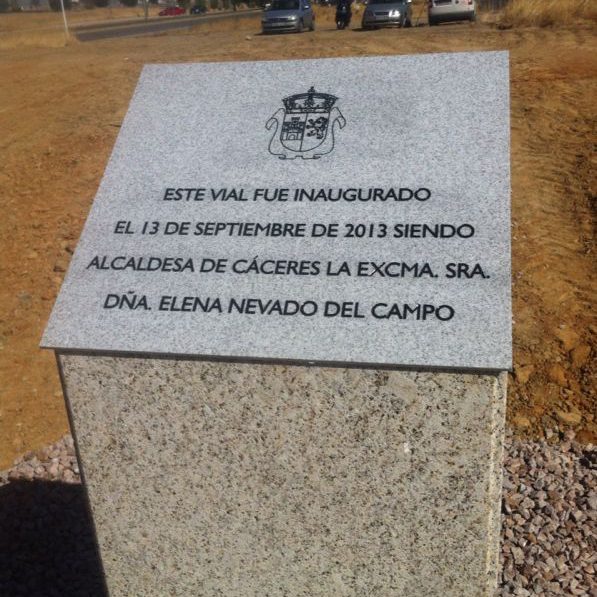 ESTE VIAL FUE INAUGURADO
EL 13 DE SEPTIEMBRE DE 2013 SIENDO
ALCALDESA DE CÁCERES LA EXCMA. SRA.
DÑA. ELENA NEVADO DEL CAMPO